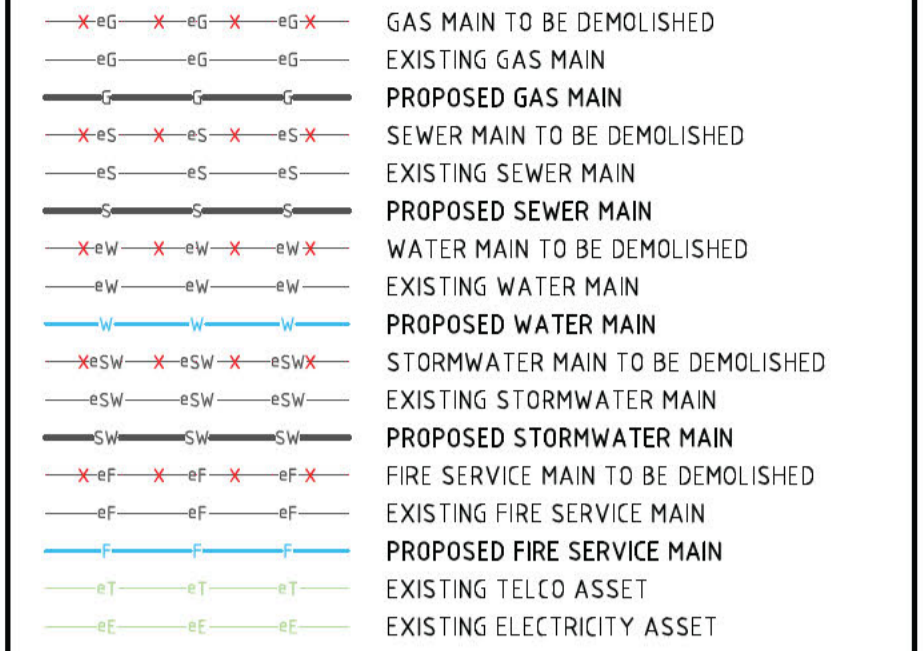 X eG X eG X eG X GAS MAIN TO BE DEMOLISHED
eG eG eG EXISTING GAS MAIN
G G G PROPOSED GAS MAIN
X eS X eS X eS X SEWER MAIN TO BE DEMOLISHED
eS eS eS EXISTING SEWER MAIN
S S S PROPOSED SEWER MAIN
X eW X eW X eW X WATER MAIN TO BE DEMOLISHED
eW eW eW EXISTING WATER MAIN
W W W PROPOSED WATER MAIN
X eSW X eSW X eSW X STORMWATER MAIN TO BE DEMOLISHED
eSW eSW eSW EXISTING STORMWATER MAIN
SW SW SW PROPOSED STORMWATER MAIN
X eF X eF X eF X FIRE SERVICE MAIN TO BE DEMOLISHED
eF eF eF EXISTING FIRE SERVICE MAIN
F F F PROPOSED FIRE SERVICE MAIN
eT eT eT EXISTING TELCO ASSET
eE eE eE EXISTING ELECTRICITY ASSET